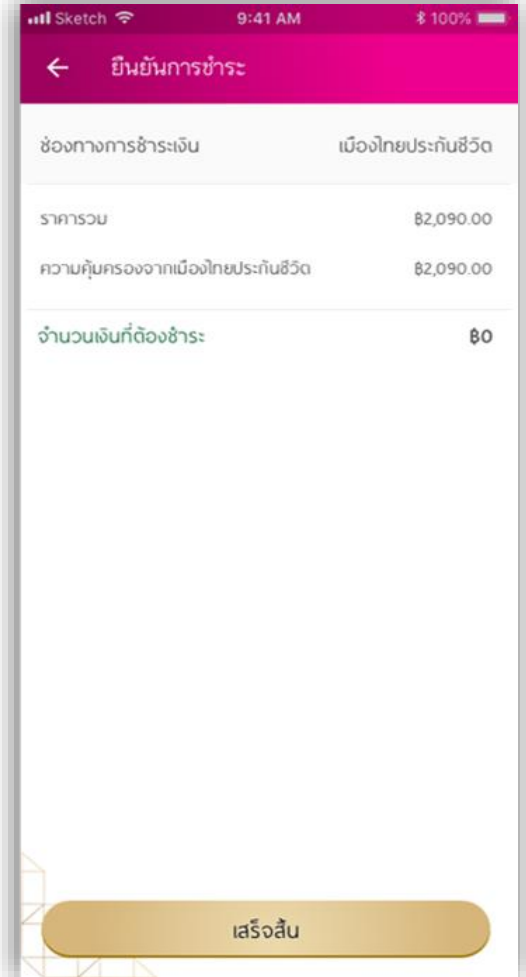 Sketch 9:41 AM 100%
ยืนยันการชำระ
ช่องทางการชำระเงิน เมืองไทยประกันชีวิต
ราคารวม ฿2,090.00
ความคุ้มครองจากเมืองไทยประกันชีวิต ฿2,090.00
จำนวนเงินที่ต้องชำระ ฿0
เสร็จสิ้น